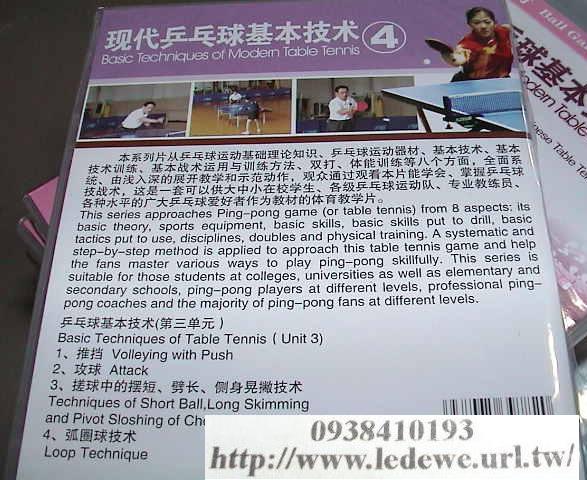 现代乒乓球基本技术 4
Basic Techniques of Modern Table Tennis
本系列片从乒乓球运动基础理论知识、乒乓球运动器材、基本技术、基本
技术训练、基本战术运用与训练方法、双打、体能训练等八个方面，全面系
统、由浅入深的展开教学和示范动作，观众通过观看本片能学会、掌握乒乓球
技战术，这是一套可以供大中小在校学生、各级乒乓球运动队、专业教练员、
各种水平的广大乒乓球爱好者作为教材的体育教学片。
This series approaches Ping-pong game (or table tennis) from 8 aspects: its
basic theory, sports equipment, basic skills, basic skills put to drill, basic
tactics put to use, disciplines, doubles and physical training. A systematic and
step-by-step method is applied to approach this table tennis game and help
the fans master various ways to play ping-pong skillfully. This series is
suitable for those students at colleges, universities as well as elementary and
secondary schools, ping-pong players at different levels, professional ping-
pong coaches and the majority of ping-pong fans at different levels.
乒乓球基本技术(第三单元)
Basic Techniques of Table Tennis (Unit 3)
1、推挡 Volleying with Push
2、攻球 Attack
3、搓球中的摆短、劈长、侧身晃撇技术
Techniques of Short Ball,Long Skimming
and Pivot Sloshing of
4、弧圈球技术
Loop Technique
Ball
乒球基本
Modern Table
Table Ten
0938410193
http://www.ledewe.url.tw/